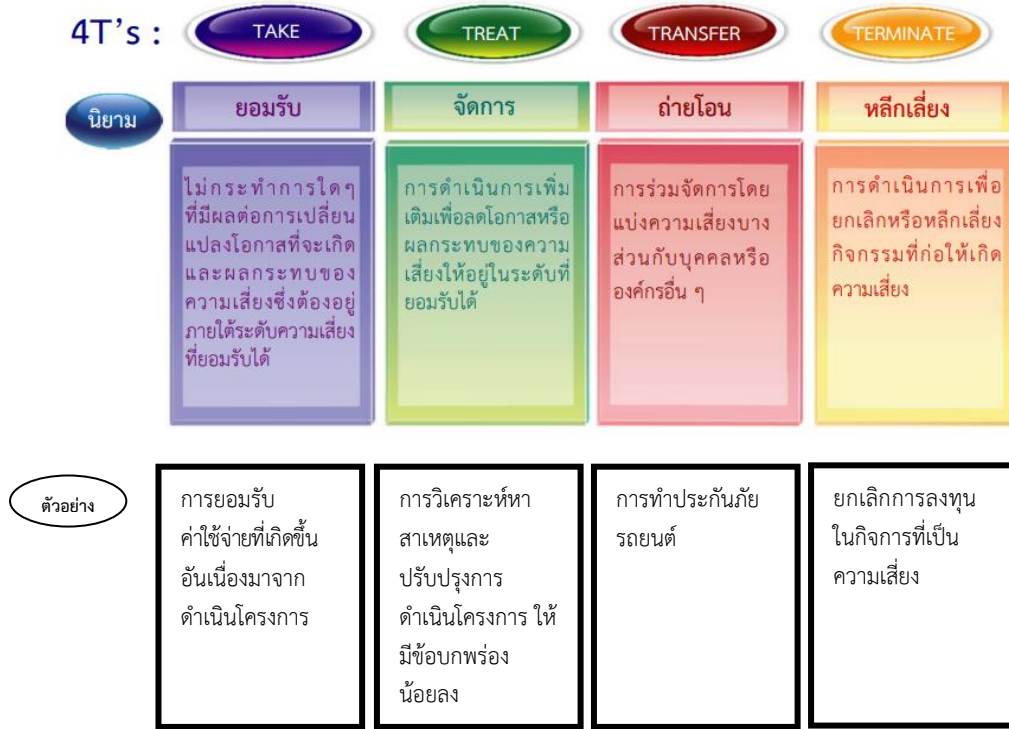 4T's :
TAKE
TREAT
TRANSFER
TERMINATE
นิยาม
ยอมรับ
จัดการ
ถ่ายโอน
หลีกเลี่ยง
ไม่กระทำการใดๆ
ที่มีผลต่อการเปลี่ยน
แปลงโอกาสที่จะเกิด
และผลกระทบของ
ความเสี่ยงซึ่งต้องอยู่
ภายใต้ระดับความเสี่ยง
ที่ยอมรับได้
การดำเนินการเพิ่ม
เติมเพื่อลดโอกาสหรือ
ผลกระทบของความ
เสี่ยงให้อยู่ในระดับที่
ยอมรับได้
การร่วมจัดการโดย
แบ่งความเสี่ยงบาง
ส่วนกับบุคคลหรือ
องค์กรอื่น ๆ
การดำเนินการเพื่อ
ยกเลิกหรือหลีกเลี่ยง
กิจกรรมที่ก่อให้เกิด
ความเสี่ยง
ตัวอย่าง
การยอมรับ
ค่าใช้จ่ายที่เกิดขึ้น
อันเนื่องมาจาก
ดำเนินโครงการ
การวิเคราะห์หา
สาเหตุและ
ปรับปรุงการ
ดำเนินโครงการ ให้
มีข้อบกพร่อง
น้อยลง
การทำประกันภัย
รถยนต์
ยกเลิกการลงทุน
ในกิจการที่เป็น
ความเสี่ยง